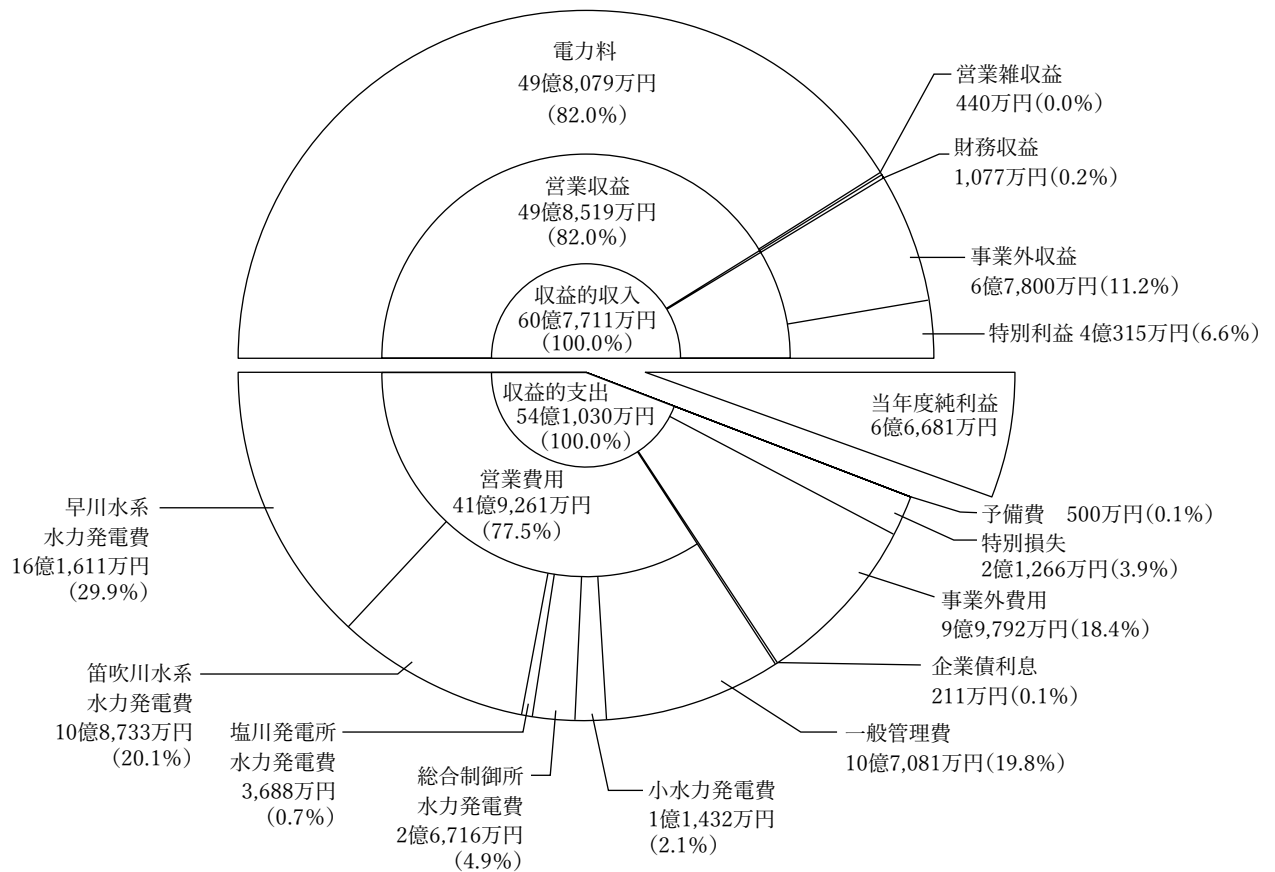 電力料
49億8,079万円
(82.0%)
営業収益
49億8,519万円
(82.0%)
収益的収入
60億7,711万円
(100.0%)
営業雑収益
440万円(0.0%)
財務収益
1,077万円(0.2%)
事業外収益
6億7,800万円(11.2%)
特別利益 4億315万円(6.6%)
収益的支出
54億1,030万円
(100.0%)
当年度純利益
6億6,681万円
営業費用
41億9,261万円
(77.5%)
予備費 500万円(0.1%)
特別損失
2億1,266万円(3.9%)
事業外費用
9億9,792万円(18.4%)
企業債利息
211万円(0.1%)
一般管理費
10億7,081万円(19.8%)
小水力発電費
1億1,432万円
(2.1%)
総合制御所
水力発電費
2億6,716万円
(4.9%)
塩川発電所
水力発電費
3,688万円
(0.7%)
笛吹川水系
水力発電費
10億8,733万円
(20.1%)
早川水系
水力発電費
16億1,611万円
(29.9%)